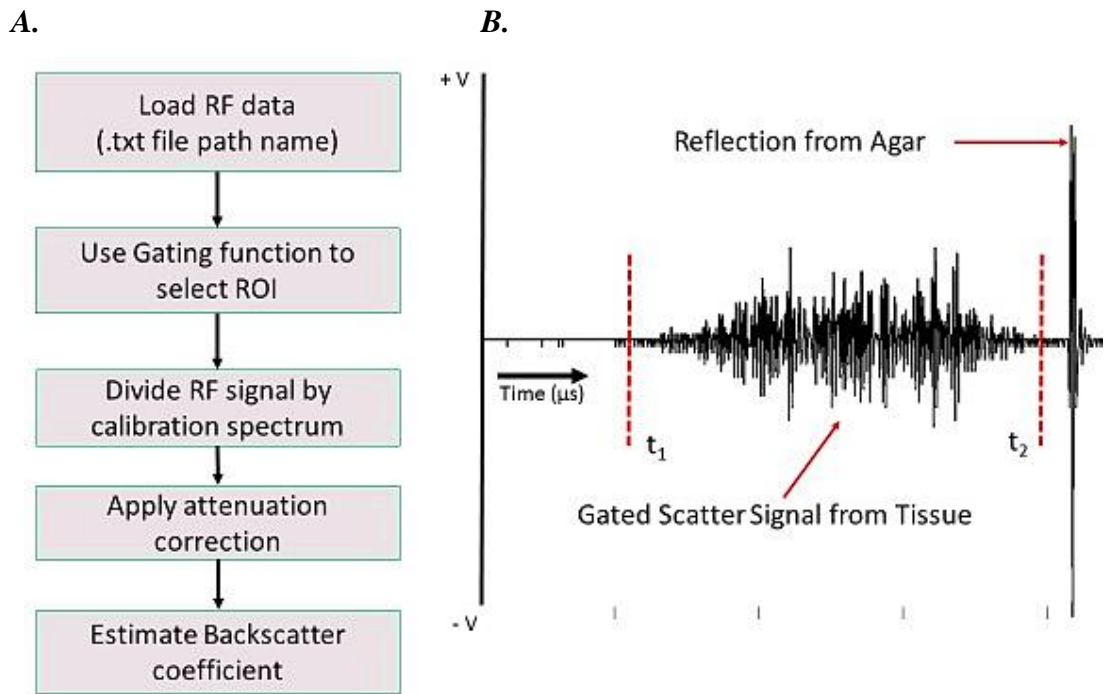 A.
B.
Load RF data
(.txt file path name)
Use Gating function to
select ROI
Divide RF signal by
calibration spectrum
Apply attenuation
correction
Estimate Backscatter
coefficient
+ V
Reflection from Agar
Time (µs)
t1
t2
Gated Scatter Signal from Tissue
- V